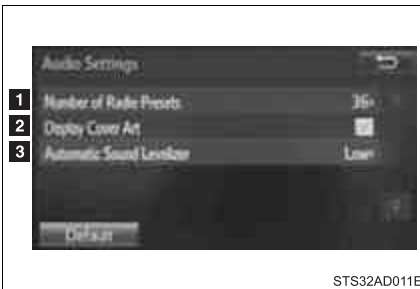 Audio Settings
1 Number of Radio Presets 36
2 Display Cover Art
3 Automatic Sound Levelizer Low
Default
STS32AD011E